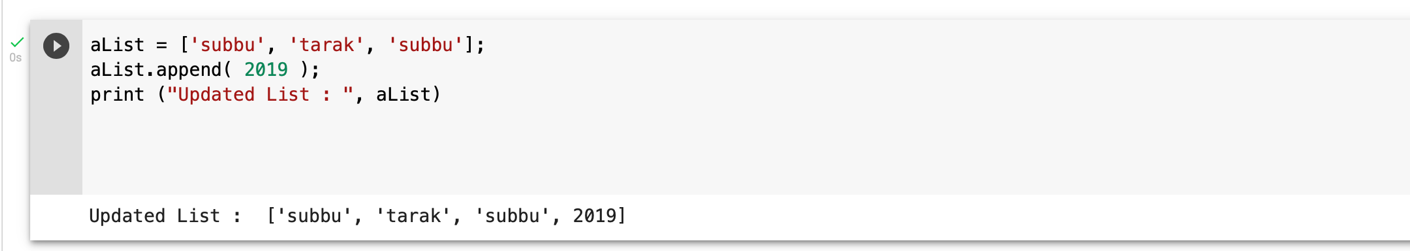 aList = ['subbu', 'tarak', 'subbu'];
0s
aList.append( 2019 );
print ("Updated List : ", aList)
Updated List :  ['subbu', 'tarak', 'subbu', 2019]